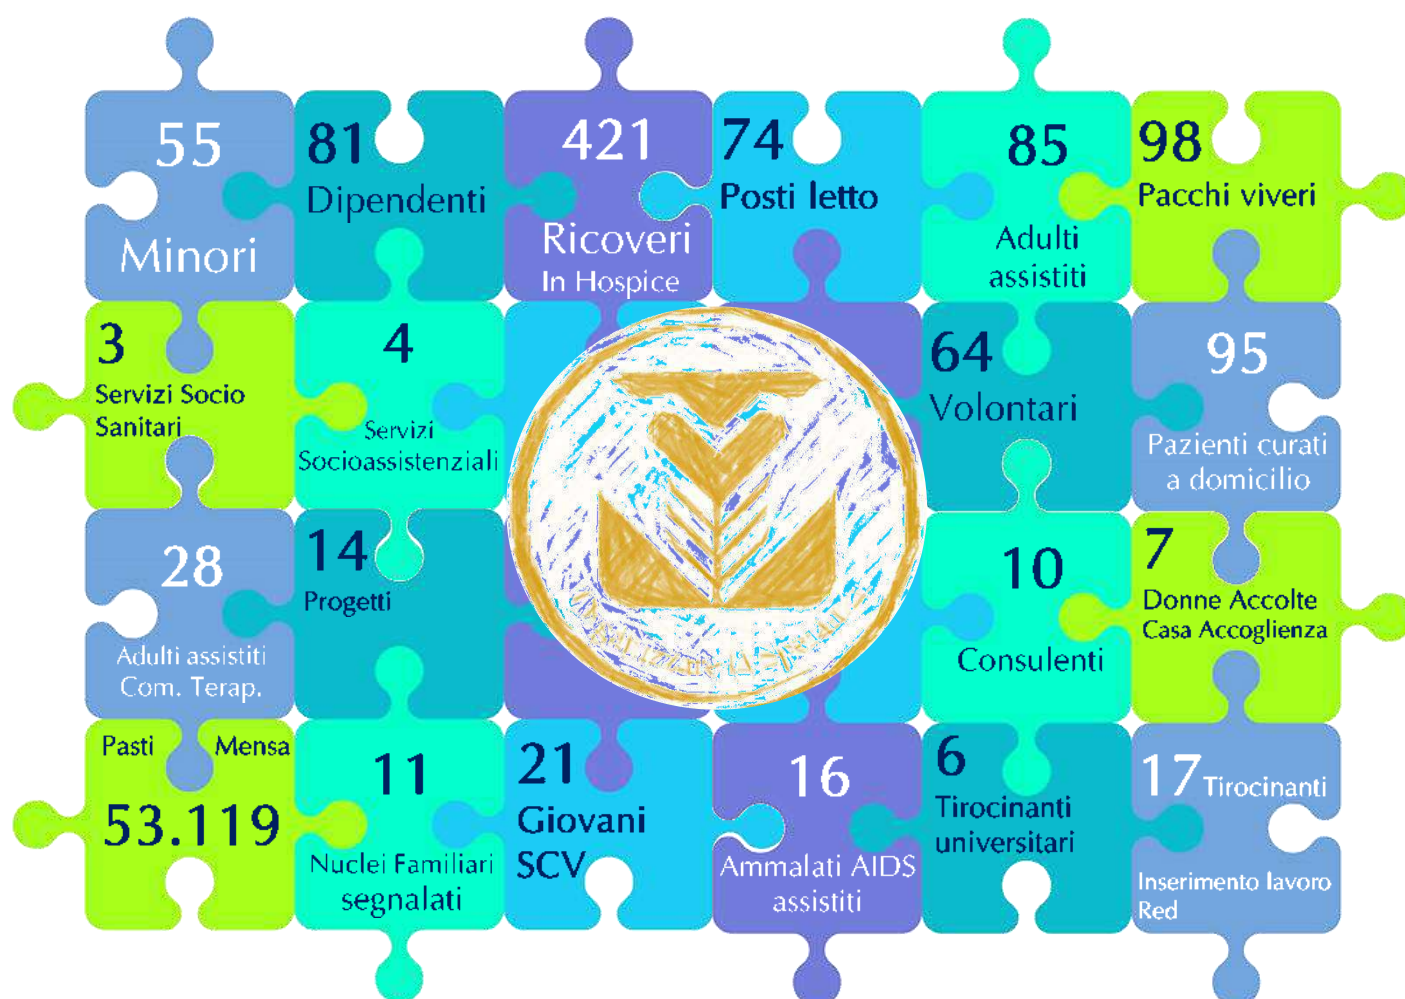 55
Minori
81
Dipendenti
421
Ricoveri
In Hospice
74
Posti letto
85
Adulti
assistiti
98
Pacchi viveri
3
Servizi Socio
Sanitari
4
Servizi
Socioassistenziali
64
Volontari
95
Pazienti curati
a domicilio
28
Adulti assistiti
Com. Terap.
14
Progetti
10
Consulenti
7
Donne Accolte
Casa Accoglienza
Pasti Mensa
53.119
11
Nuclei Familiari
segnalati
21
Giovani
SCV
16
Ammalati AIDS
assistiti
6
Tirocinanti
universitari
17 Tirocinanti
Inserimento lavoro
Red